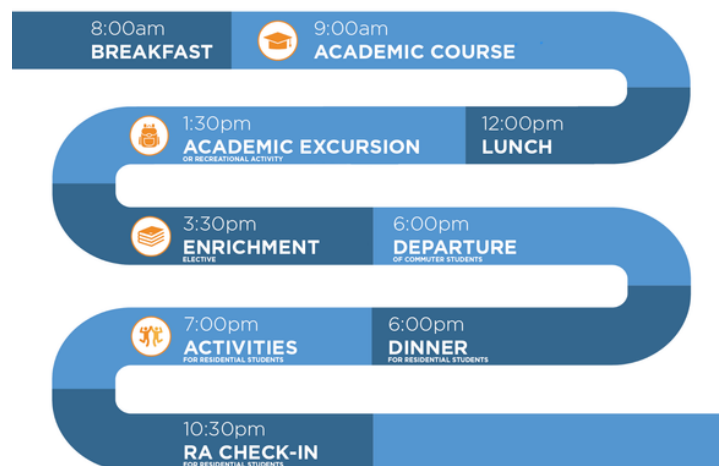 8:00am
BREAKFAST
9:00am
ACADEMIC COURSE
12:00pm
LUNCH
1:30pm
ACADEMIC EXCURSION
OR RECREATIONAL ACTIVITY
3:30pm
ENRICHMENT
ELECTIVE
6:00pm
DEPARTURE
OF COMMUTER STUDENTS
6:00pm
DINNER
FOR RESIDENTIAL STUDENTS
7:00pm
ACTIVITIES
FOR RESIDENTIAL STUDENTS
10:30pm
RA CHECK-IN
FOR RESIDENTIAL STUDENTS